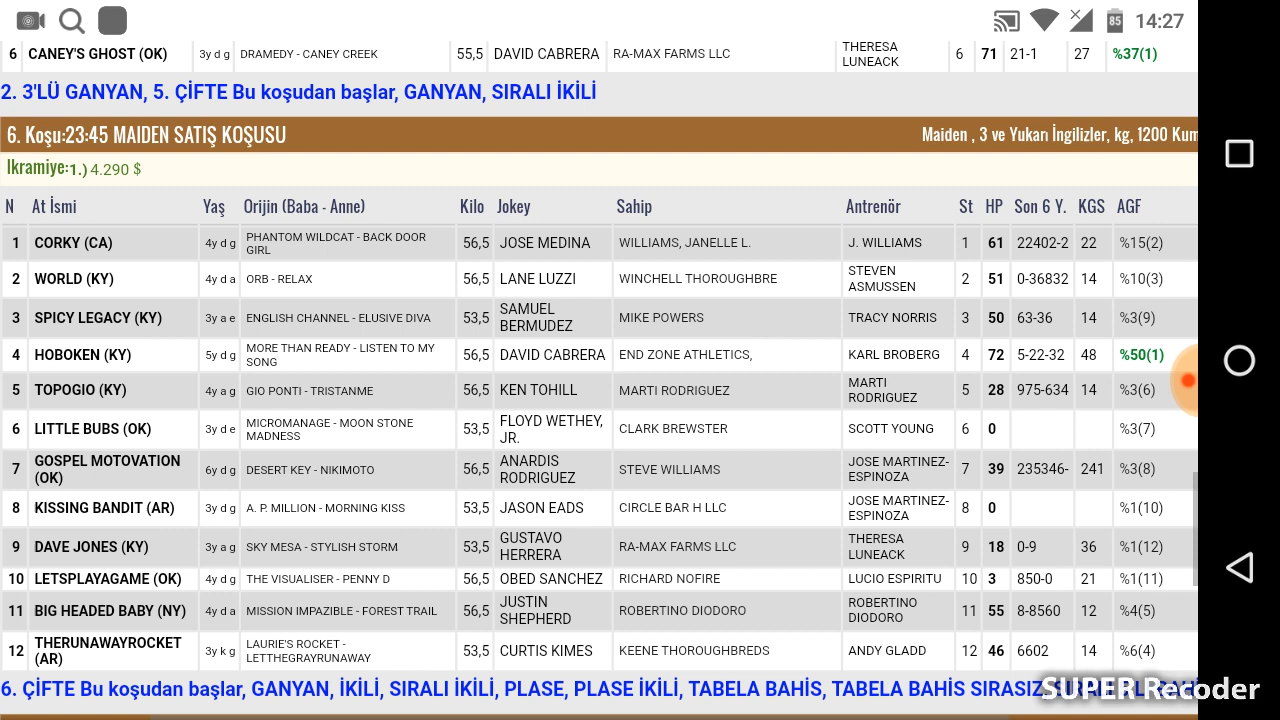 85 14:27
6 CANEY'S GHOST (OK) 3y d g DRAMEDY - CANEY CREEK 55,5 DAVID CABRERA RA-MAX FARMS LLC THERESA LUNEACK 6 71 21-1 27 %37(1)
2. 3'LÜ GANYAN, 5. ÇİFTE Bu koşudan başlar, GANYAN, SIRALI İKİLİ
6. Koşu:23:45 MAIDEN SATIŞ KOŞUSU Maiden , 3 ve Yukarı İngilizler, kg, 1200 Kum
Ikramiye:1.) 4.290 $
N At İsmi Yaş Orijin (Baba - Anne) Kilo Jokey Sahip Antrenör St HP Son 6 Y. KGS AGF
1 CORKY (CA) 4y d g PHANTOM WILDCAT - BACK DOOR GIRL 56,5 JOSE MEDINA WILLIAMS, JANELLE L. J. WILLIAMS 1 61 22402-2 22 %15(2)
2 WORLD (KY) 4y d a ORB - RELAX 56,5 LANE LUZZI WINCHELL THOROUGHBRE STEVEN ASMUSSEN 2 51 0-36832 14 %10(3)
3 SPICY LEGACY (KY) 3y a e ENGLISH CHANNEL - ELUSIVE DIVA 53,5 SAMUEL BERMUDEZ MIKE POWERS TRACY NORRIS 3 50 63-36 14 %3(9)
4 HOBOKEN (KY) 5y d g MORE THAN READY - LISTEN TO MY SONG 56,5 DAVID CABRERA END ZONE ATHLETICS, KARL BROBERG 4 72 5-22-32 48 %50(1)
5 TOPOGIO (KY) 4y a g GIO PONTI - TRISTANME 56,5 KEN TOHILL MARTI RODRIGUEZ MARTI RODRIGUEZ 5 28 975-634 14 %3(6)
6 LITTLE BUBS (OK) 3y d e MICROMANAGE - MOON STONE MADNESS 53,5 FLOYD WETHEY, JR. CLARK BREWSTER SCOTT YOUNG 6 0 %3(7)
7 GOSPEL MOTOVATION (OK) 6y d g DESERT KEY - NIKIMOTO 56,5 ANARDIS RODRIGUEZ STEVE WILLIAMS JOSE MARTINEZ-ESPINOZA 7 39 235346- 241 %3(8)
8 KISSING BANDIT (AR) 3y d g A. P. MILLION - MORNING KISS 53,5 JASON EADS CIRCLE BAR H LLC JOSE MARTINEZ-ESPINOZA 8 0 %1(10)
9 DAVE JONES (KY) 3y a g SKY MESA - STYLISH STORM 53,5 GUSTAVO HERRERA RA-MAX FARMS LLC THERESA LUNEACK 9 18 0-9 36 %1(12)
10 LETSPLAYAGAME (OK) 4y d g THE VISUALISER - PENNY D 56,5 OBED SANCHEZ RICHARD NOFIRE LUCIO ESPIRITU 10 3 850-0 21 %1(11)
11 BIG HEADED BABY (NY) 4y d a MISSION IMPAZIBLE - FOREST TRAIL 56,5 JUSTIN SHEPHERD ROBERTINO DIODORO ROBERTINO DIODORO 11 55 8-8560 12 %4(5)
12 THERUNAWAYROCKET (AR) 3y k g LAURIE'S ROCKET - LETTHEGRAYRUNAWAY 53,5 CURTIS KIMES KEENE THOROUGHBREDS ANDY GLADD 12 46 6602 14 %6(4)
6. ÇİFTE Bu koşudan başlar, GANYAN, İKİLİ, SIRALI İKİLİ, PLASE, PLASE İKİLİ, TABELA BAHİS, TABELA BAHİS SIRASIZ,
SUPER Recoder